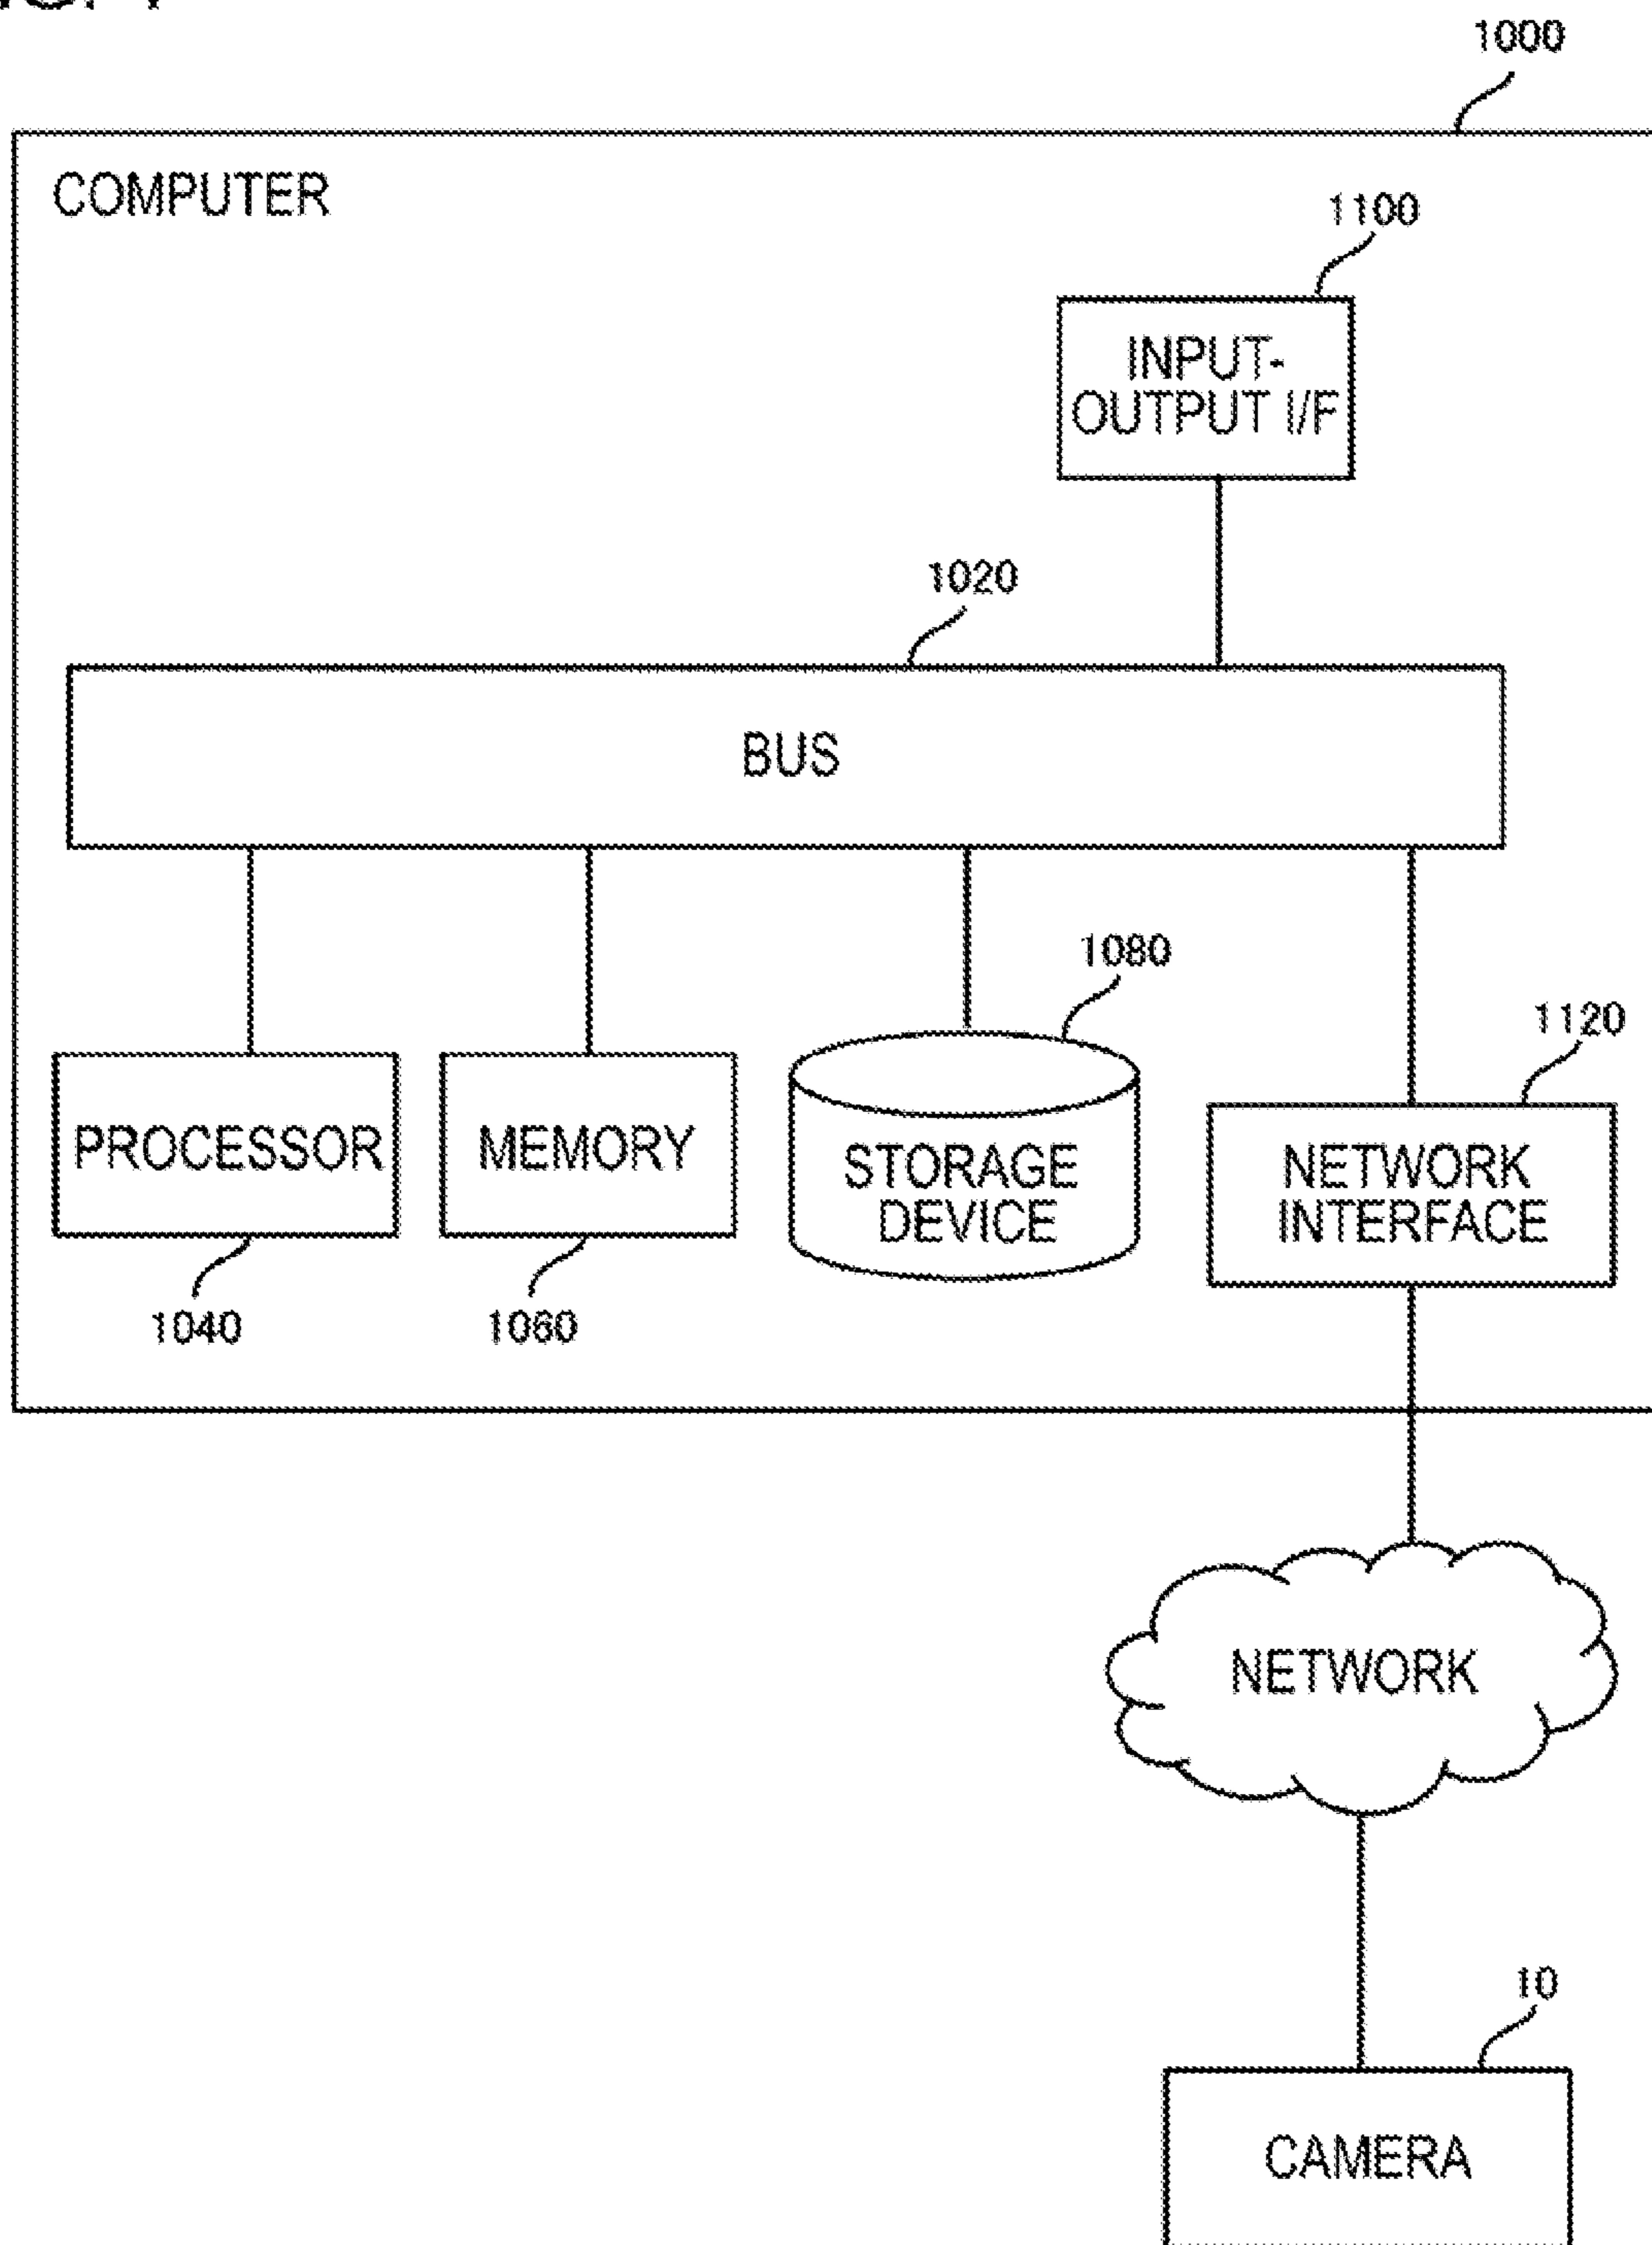 1000
COMPUTER
1100
INPUT-
OUTPUT I/F
1020
BUS
1080
1120
PROCESSOR
MEMORY
STORAGE
DEVICE
NETWORK
INTERFACE
1040
1060
NETWORK
10
CAMERA